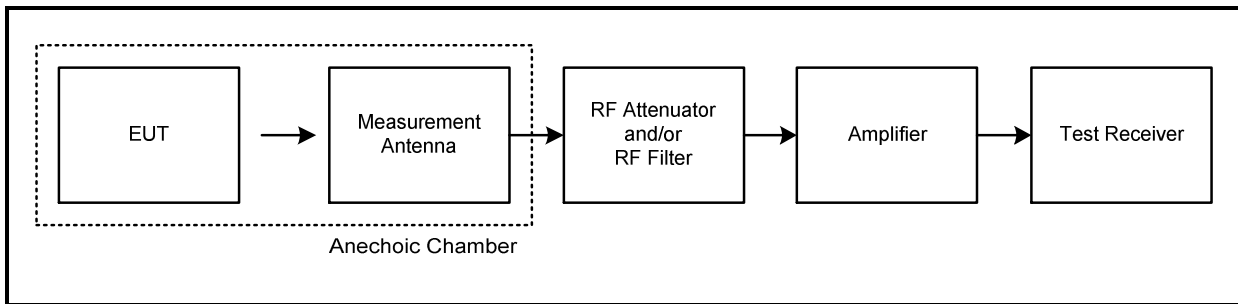 EUT
Measurement
Antenna
RF Attenuator
and/or
RF Filter
Amplifier
Test Receiver
Anechoic Chamber